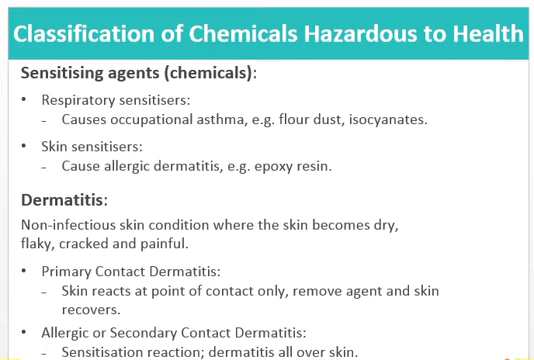 Classification of Chemicals Hazardous to Health
Sensitising agents (chemicals):
• Respiratory sensitisers:
– Causes occupational asthma, e.g. flour dust, isocyanates.
• Skin sensitisers:
– Cause allergic dermatitis, e.g. epoxy resin.
Dermatitis:
Non-infectious skin condition where the skin becomes dry,
flaky, cracked and painful.
• Primary Contact Dermatitis:
– Skin reacts at point of contact only, remove agent and skin
recovers.
• Allergic or Secondary Contact Dermatitis:
– Sensitisation reaction; dermatitis all over skin.